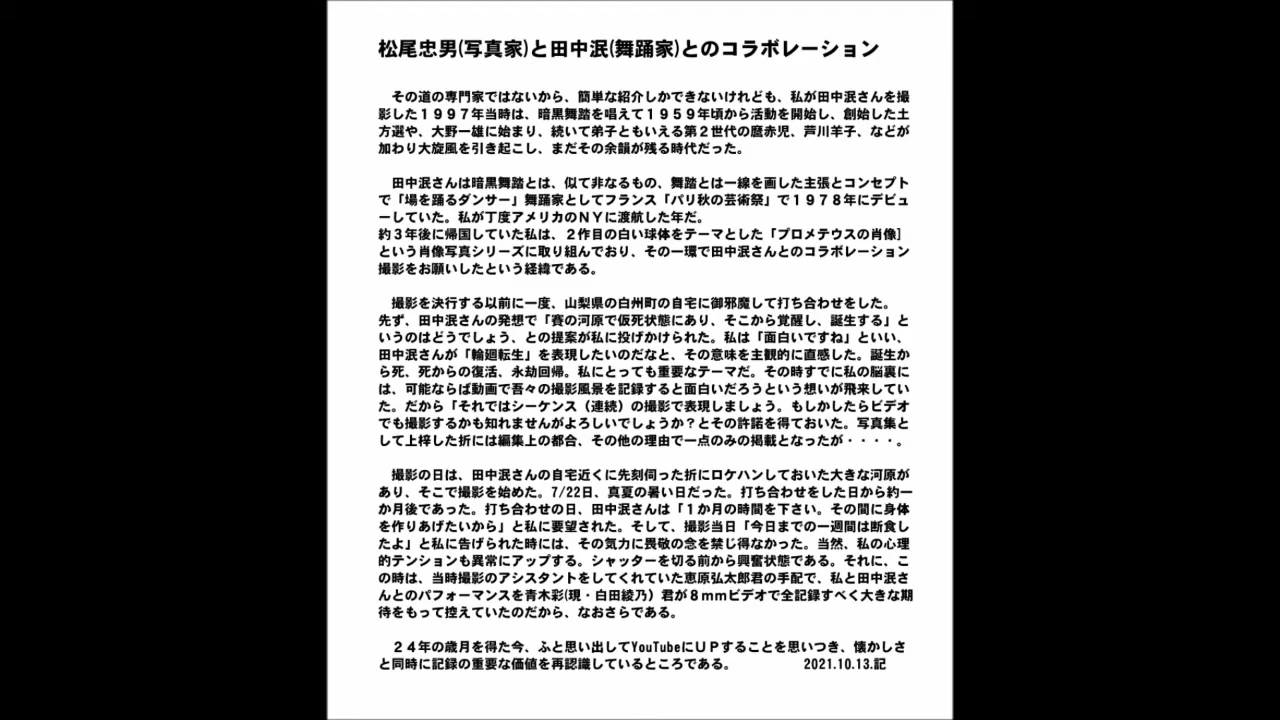 松尾忠男(写真家)と田中泯(舞踊家)とのコラボレーション
その道の専門家ではないから、簡単な紹介しかできないけれども、私が田中泯さんを撮
影した１９９７年当時は、暗黒舞踏を唱えて１９５９年頃から活動を開始し、創始した土
方選や、大野一雄に始まり、続いて弟子ともいえる第２世代の麿赤児、芦川羊子、などが
加わり大旋風を引き起こし、まだその余韻が残る時代だった。
田中泯さんは暗黒舞踏とは、似て非なるもの、舞踏とは一線を画した主張とコンセプト
で「場を踊るダンサー」舞踊家としてフランス「パリ秋の芸術祭」で１９７８年にデビュ
ーしていた。私が丁度アメリカのＮＹに渡航した年だ。
約３年後に帰国していた私は、２作目の白い球体をテーマとした「プロメテウスの肖像]
という肖像写真シリーズに取り組んでおり、その一環で田中泯さんとのコラボレーション
撮影をお願いしたという経緯である。
撮影を決行する以前に一度、山梨県の白州町の自宅に御邪魔して打ち合わせをした。
先ず、田中泯さんの発想で「賽の河原で仮死状態にあり、そこから覚醒し、誕生する」と
いうのはどうでしょう、との提案が私に投げかけられた。私は「面白いですね」といい、
田中泯さんが「輪廻転生」を表現したいのだなと、その意味を主観的に直感した。誕生か
ら死、死からの復活、永劫回帰。私にとっても重要なテーマだ。その時すでに私の脳裏に
は、可能ならば動画で吾々の撮影風景を記録すると面白いだろうという想いが飛来してい
た。だから「それではシーケンス（連続）の撮影で表現しましょう。もしかしたらビデオ
でも撮影するかも知れませんがよろしいでしょうか？とその許諾を得ておいた。写真集と
して上梓した折には編集上の都合、その他の理由で一点のみの掲載となったが・・・・。
撮影の日は、田中泯さんの自宅近くに先刻伺った折にロケハンしておいた大きな河原が
あり、そこで撮影を始めた。7/22日、真夏の暑い日だった。打ち合わせをした日から約一
か月後であった。打ち合わせの日、田中泯さんは「１か月の時間を下さい。その間に身体
を作りあげたいから」と私に要望された。そして、撮影当日「今日までの一週間は断食し
たよ」と私に告げられた時には、その気力に畏敬の念を禁じ得なかった。当然、私の心理
的テンションも異常にアップする。シャッターを切る前から興奮状態である。それに、こ
の時は、当時撮影のアシスタントをしてくれていた恵原弘太郎君の手配で、私と田中泯さ
んとのパフォーマンスを青木彩(現・白田綾乃）君が８ｍｍビデオで全記録すべく大きな期
待をもって控えていたのだから、なおさらである。
２４年の歳月を得た今、ふと思い出してYouTubeにＵＰすることを思いつき、懐かしさ
と同時に記録の重要な価値を再認識しているところである。 2021.10.13.記